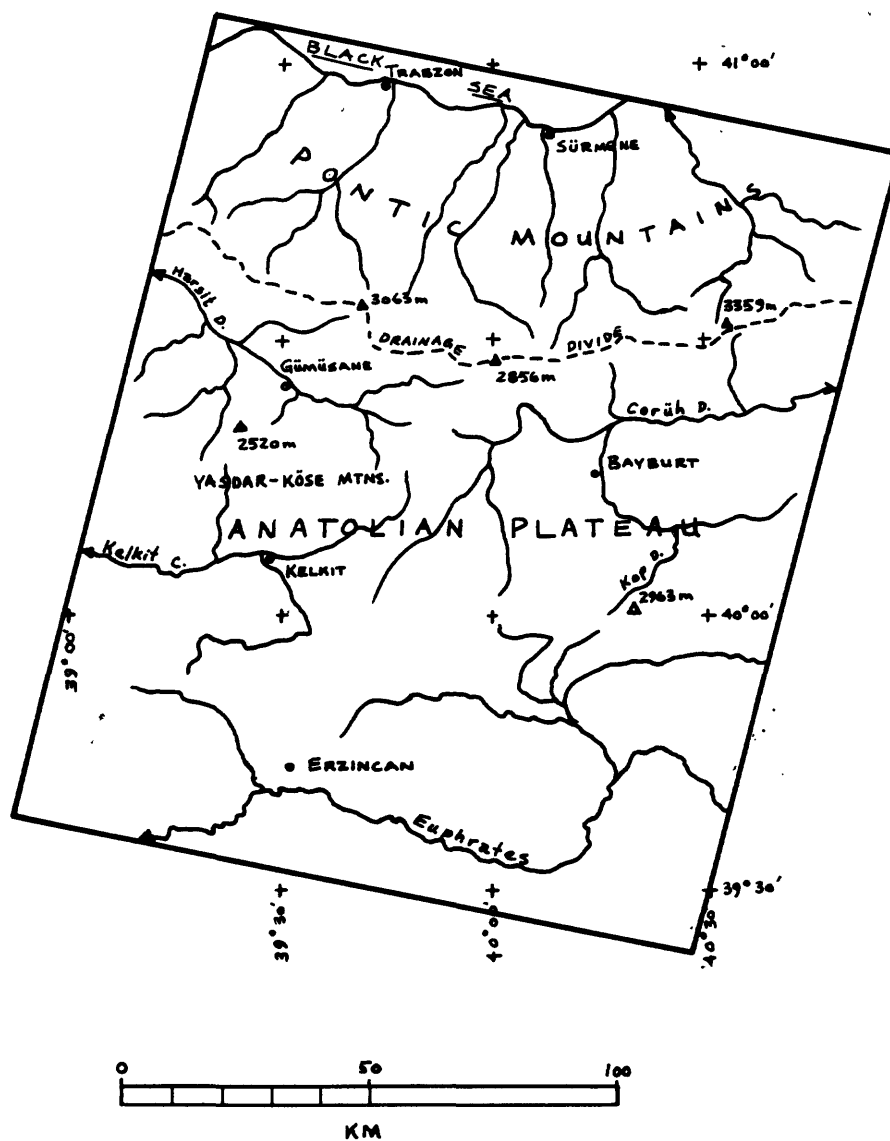 BLACK
SEA
TRABZON
41°00'
SÜRMENE
PONTIC MOUNTAINS
Harsit D.
3063m
3359m
DRAINAGE DIVIDE
2856m
GÜMÜSANE
Corüh D.
2520m
BAYBURT
YASDAR-KÖSE MTNS.
ANATOLIAN PLATEAU
Kelkit C.
KELKIT
Kop D.
2963m
40°00'
39°00'
ERZINCAN
Euphrates
39°30'
39°30'
40°00'
40°30'
0 50 100
KM